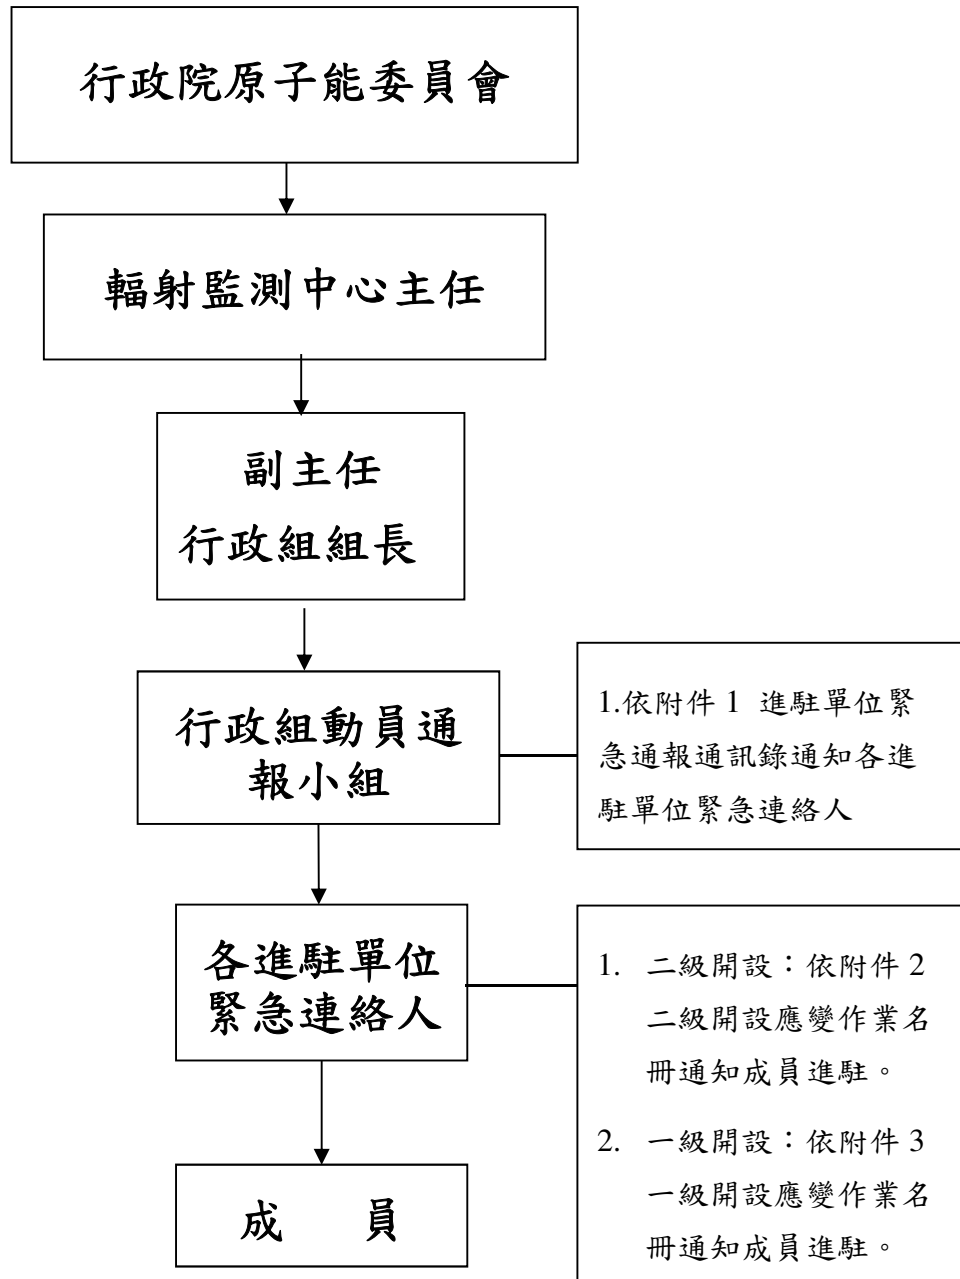 行政院原子能委員會
輻射監測中心主任
副主任
行政組組長
行政組動員通
報小組
1.依附件1 進駐單位緊
急通報通訊錄通知各進
駐單位緊急連絡人
各進駐單位
緊急連絡人
1. 二級開設：依附件2
二級開設應變作業名
冊通知成員進駐。
2. 一級開設：依附件3
一級開設應變作業名
冊通知成員進駐。
成 員